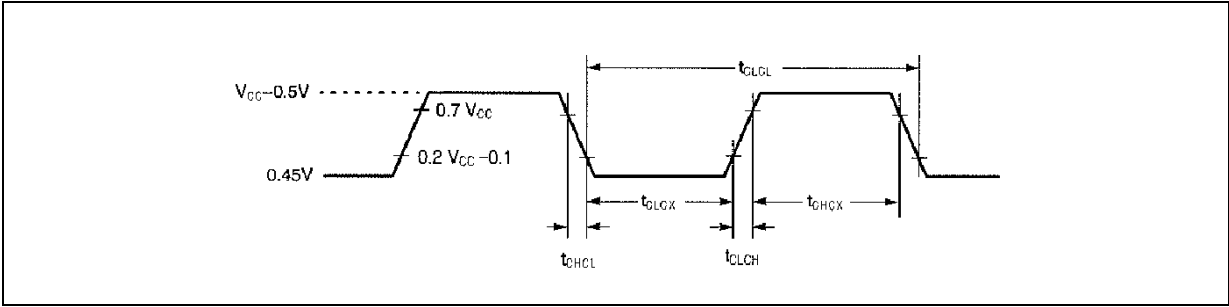 tCLCL
VCC–0.5V
0.7 VCC
0.2 VCC –0.1
0.45V
tCLCX
tCHCX
tCHCL
tCLCH